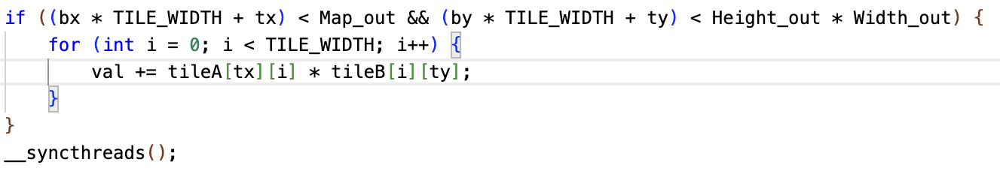 if ((bx * TILE_WIDTH + tx) < Map_out && (by * TILE_WIDTH + ty) < Height_out * Width_out) {
    for (int i = 0; i < TILE_WIDTH; i++) {
        val += tileA[tx][i] * tileB[i][ty];
    }
}
__syncthreads();